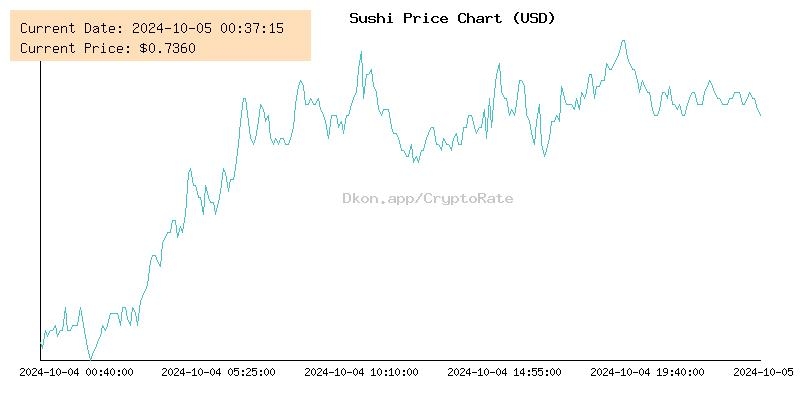 Sushi Price Chart (USD)
Current Date: 2024-10-05 00:37:15
Current Price: $0.7360
Dkon.app/CryptoRate
2024-10-04 00:40:00 2024-10-04 05:25:00 2024-10-04 10:10:00 2024-10-04 14:55:00 2024-10-04 19:40:00 2024-10-05